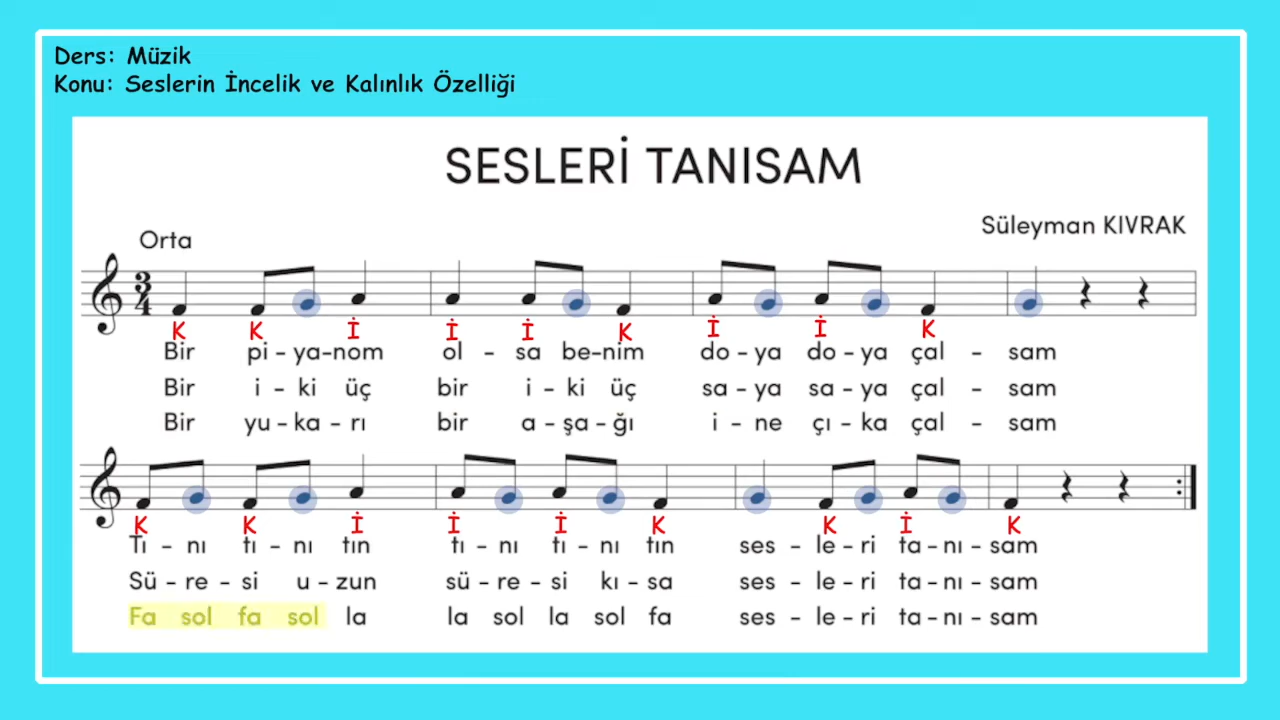 Ders: Müzik
Konu: Seslerin İncelik ve Kalınlık Özelliği
SESLERİ TANISAM
Süleyman KIVRAK
Orta
3
4
K K İ İ İ K İ İ K
Bir pi - ya-nom ol - sa be-nim do - ya do - ya çal - sam
Bir i - ki üç bir i - ki üç sa - ya sa - ya çal - sam
Bir yu - ka - rı bir a - şa - ğı i - ne çı - ka çal - sam
K K İ İ İ K K İ K
Tı - nı tı - nı tın tı - nı tı - nı tın ses - le - ri ta - nı - sam
Sü - re - si u - zun sü - re - si kı - sa ses - le - ri ta - nı - sam
Fa sol fa sol la la sol la sol fa ses - le - ri ta - nı - sam